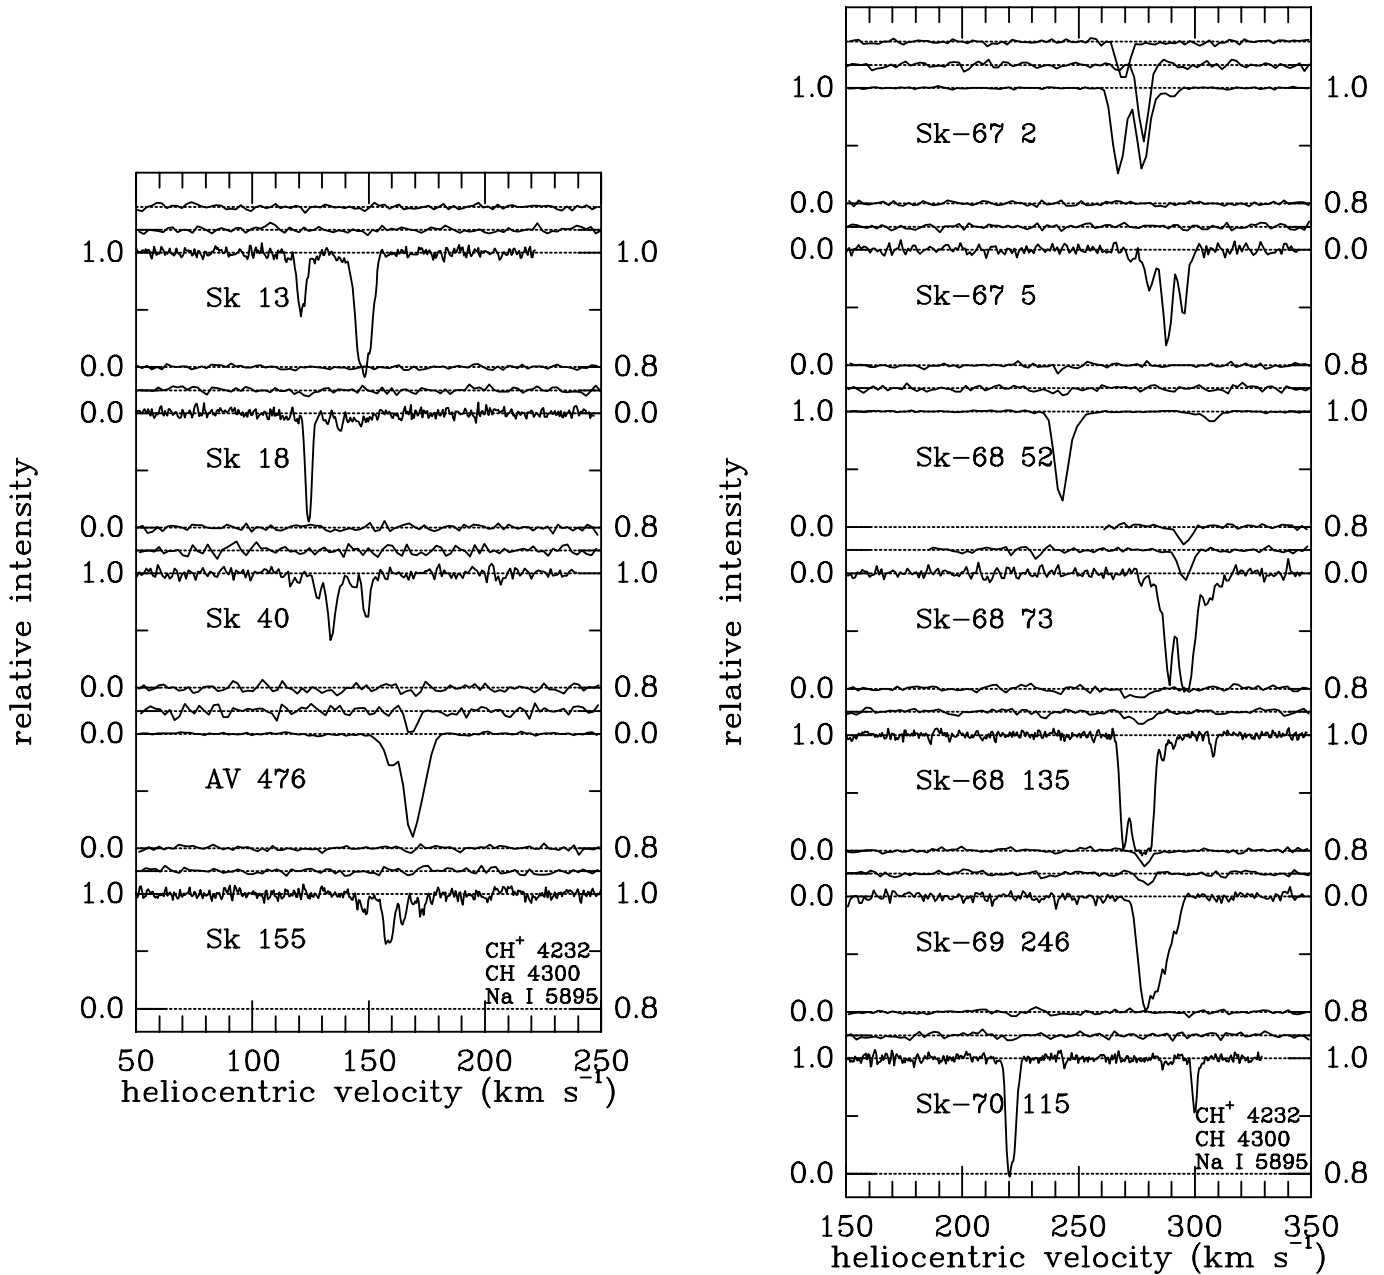 relative intensity
1.0 Sk 13 1.0
0.0 0.8
0.0 Sk 18 0.0
0.0 0.8
1.0 Sk 40 1.0
0.0 0.8
0.0 AV 476 0.0
0.0 0.8
1.0 Sk 155 1.0
CH+ 4232
CH 4300
Na I 5895
0.0 0.8
50 100 150 200 250
heliocentric velocity (km s−1)
relative intensity
1.0 Sk−67 2 1.0
0.0 0.8
0.0 Sk−67 5 0.0
0.0 0.8
1.0 Sk−68 52 1.0
0.0 0.8
0.0 Sk−68 73 0.0
0.0 0.8
1.0 Sk−68 135 1.0
0.0 0.8
0.0 Sk−69 246 0.0
0.0 0.8
1.0 Sk−70 115 1.0
CH+ 4232
CH 4300
Na I 5895
0.0 0.8
150 200 250 300 350
heliocentric velocity (km s−1)